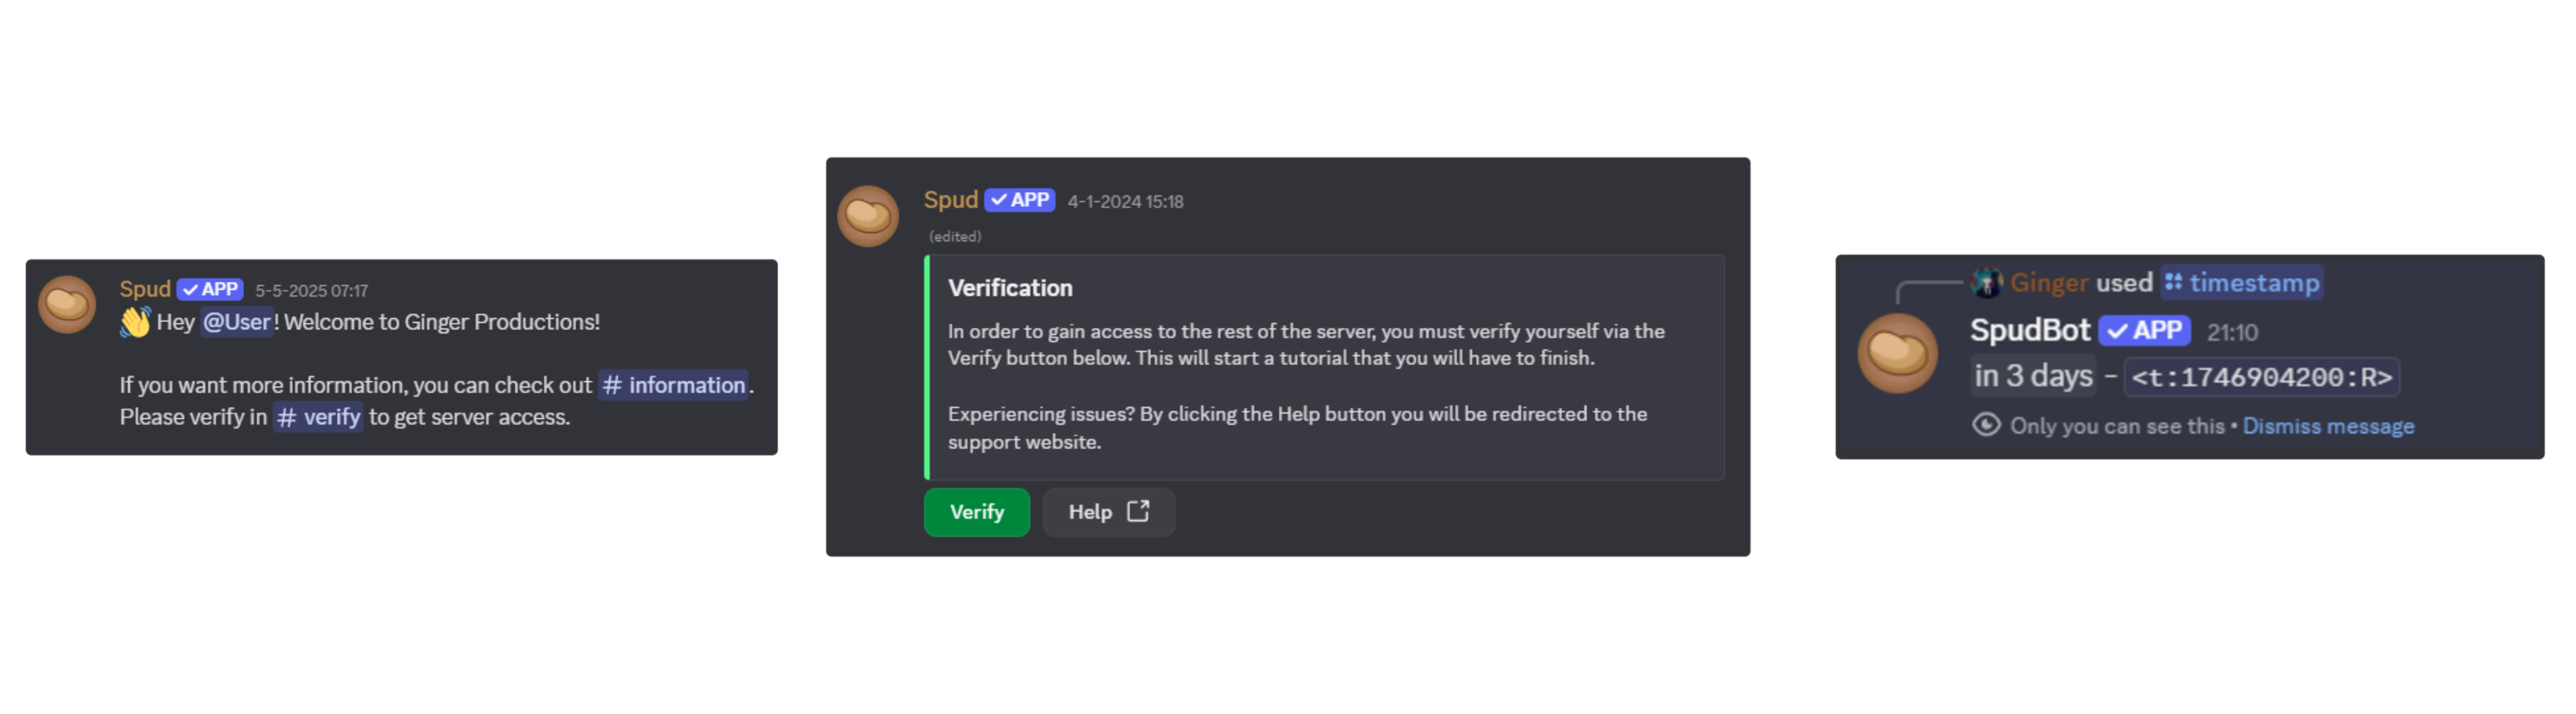 Spud ✓ APP 5-5-2025 07:17
👋 Hey @User! Welcome to Ginger Productions!
If you want more information, you can check out # information.
Please verify in # verify to get server access.
Spud ✓ APP 4-1-2024 15:18
(edited)
Verification
In order to gain access to the rest of the server, you must verify yourself via the
Verify button below. This will start a tutorial that you will have to finish.
Experiencing issues? By clicking the Help button you will be redirected to the
support website.
Verify Help
Ginger used timestamp
SpudBot ✓ APP 21:10
in 3 days - <t:1746904200:R>
Only you can see this • Dismiss message